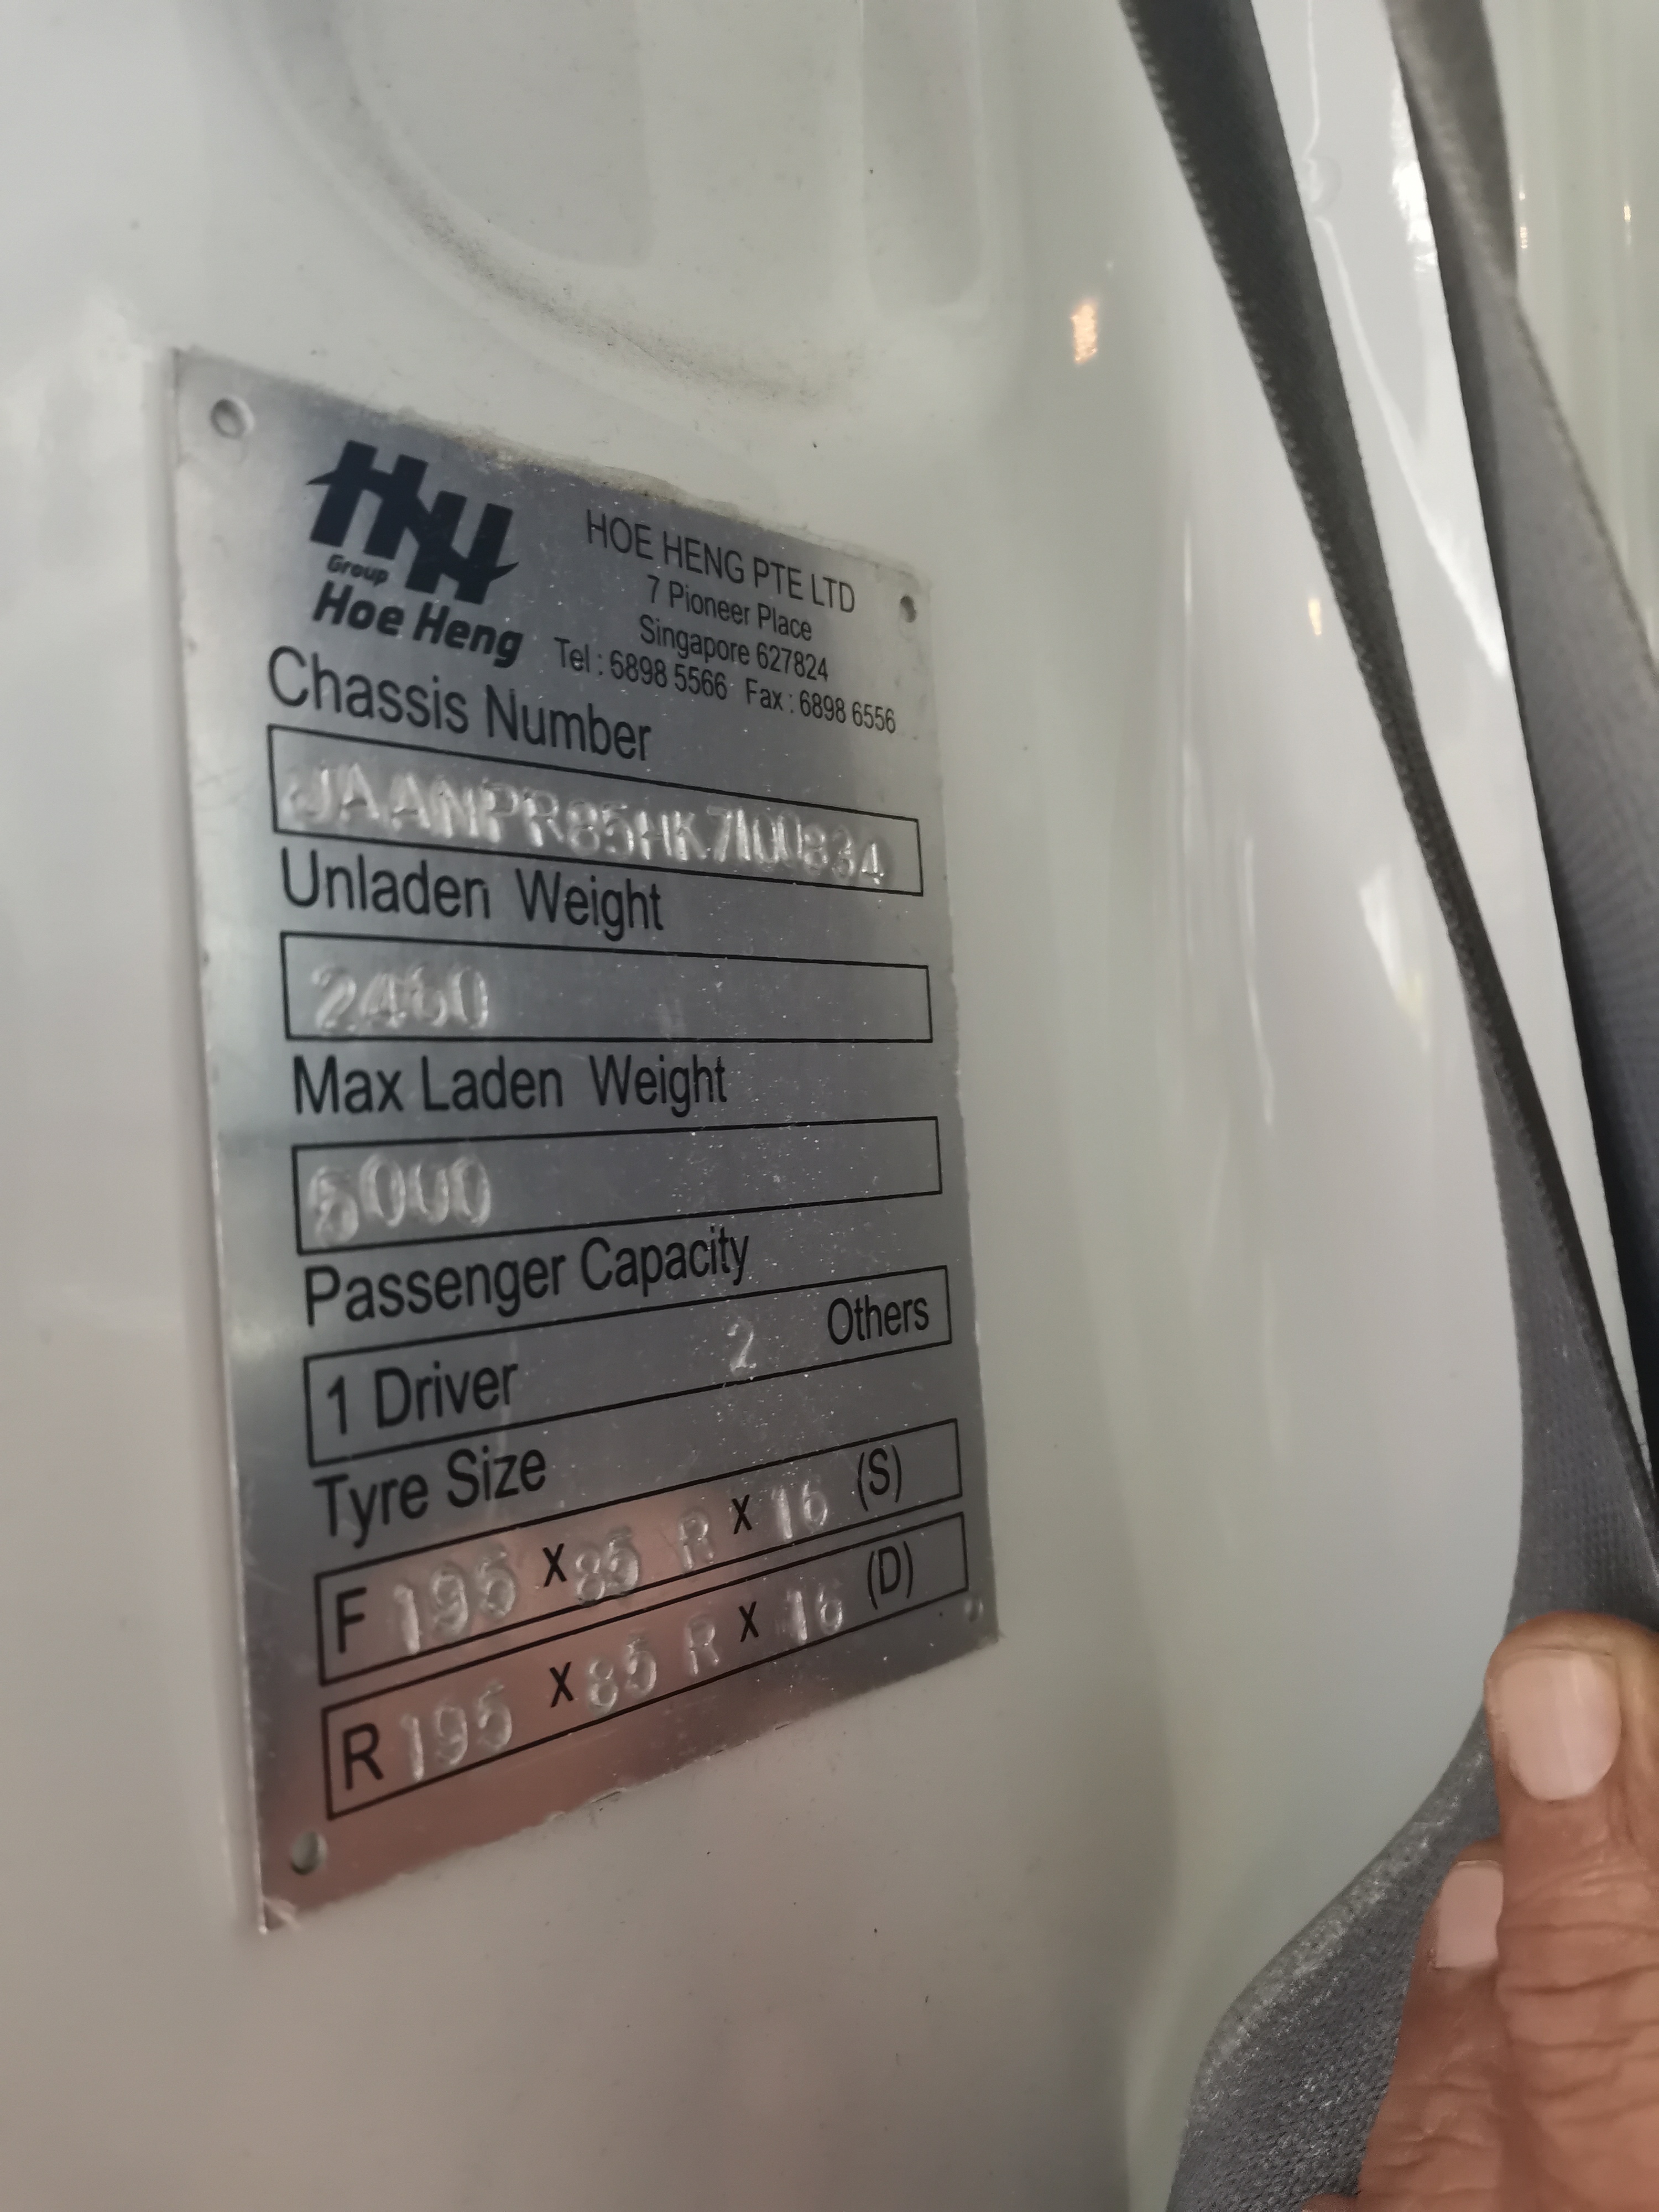 HH
Group
Hoe Heng
HOE HENG PTE LTD
7 Pioneer Place
Singapore 627824
Tel : 6898 5566 Fax : 6898 6556
Chassis Number
JAANPR85HK7100834
Unladen Weight
Max Laden Weight
5000
Passenger Capacity
1 Driver 2 Others
Tyre Size
F 195 X 85 R X 16 (S)
R 195 X 85 R X 16 (D)